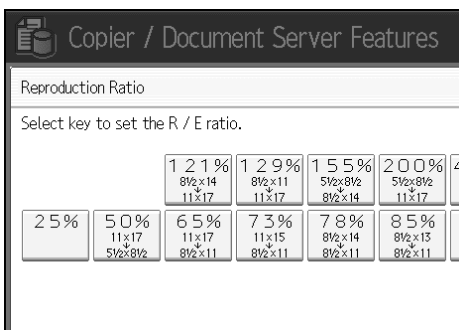 Copier / Document Server Features
Reproduction Ratio
Select key to set the R / E ratio.
121% 129% 155% 200% 4
8½×14 8½×11 5½×8½ 5½×8½
↓ ↓ ↓ ↓
11×17 11×17 8½×14 11×17
25% 50% 65% 73% 78% 85%
11×17 11×17 11×15 8½×14 8½×13
↓ ↓ ↓ ↓ ↓
5½×8½ 8½×11 8½×11 8½×11 8½×11